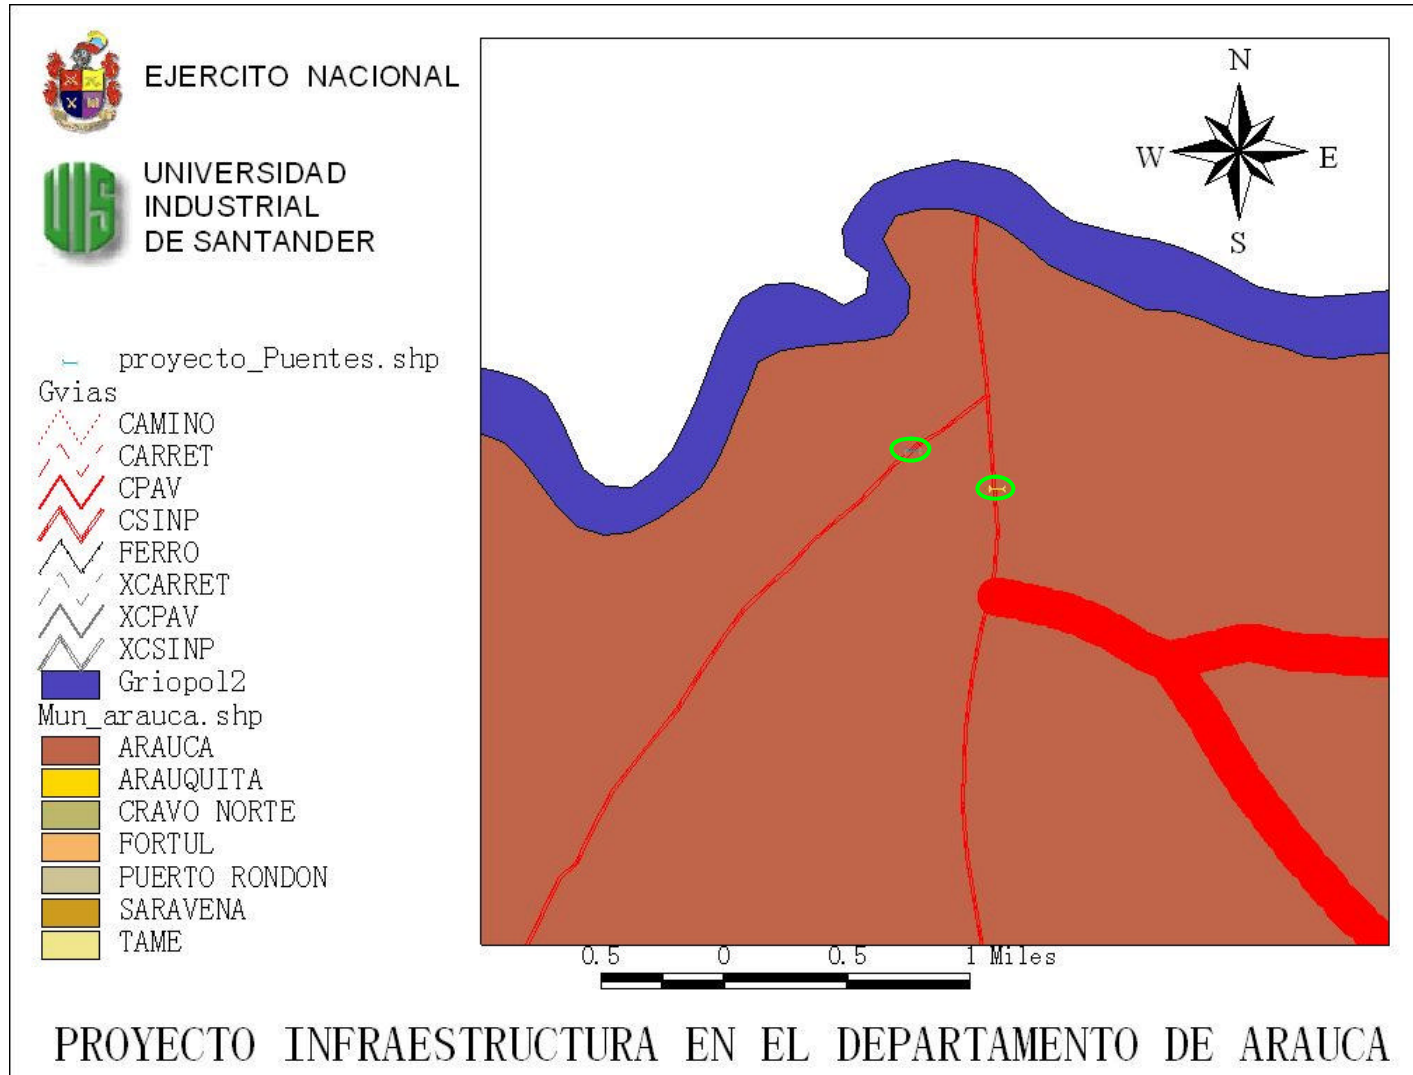 EJERCITO NACIONAL
UIS
UNIVERSIDAD
INDUSTRIAL
DE SANTANDER
N
W
E
S
proyecto_Puentes.shp
Gvias
CAMINO
CARRET
CPAV
CSINP
FERRO
XCARRET
XCPAV
XCSINP
Griopol2
Mun_arauca.shp
ARAUCA
ARAUQUITA
CRAVO NORTE
FORTUL
PUERTO RONDON
SARAVENA
TAME
0.5 0 0.5 1 Miles
PROYECTO INFRAESTRUCTURA EN EL DEPARTAMENTO DE ARAUCA